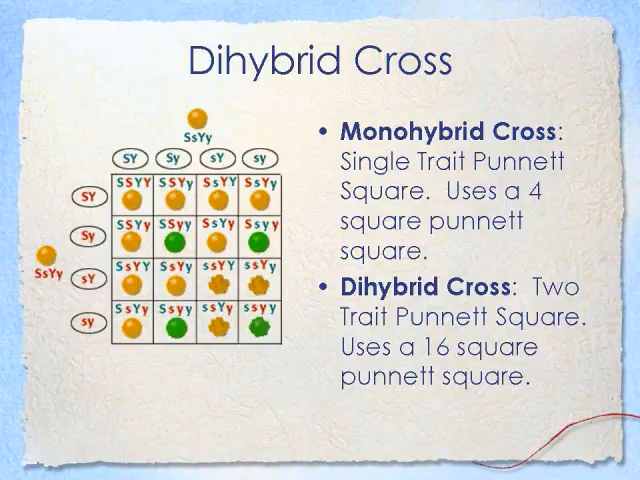 Dihybrid Cross
SsYy
SY Sy sY sy
SY SSYY SSYy SsYY SsYy
Sy SSYy SSyy SsYy Ssyy
SsYy
sY SsYY SsYy ssYY ssYy
sy SsYy Ssyy ssYy ssyy
• Monohybrid Cross:
Single Trait Punnett
Square. Uses a 4
square punnett
square.
• Dihybrid Cross: Two
Trait Punnett Square.
Uses a 16 square
punnett square.